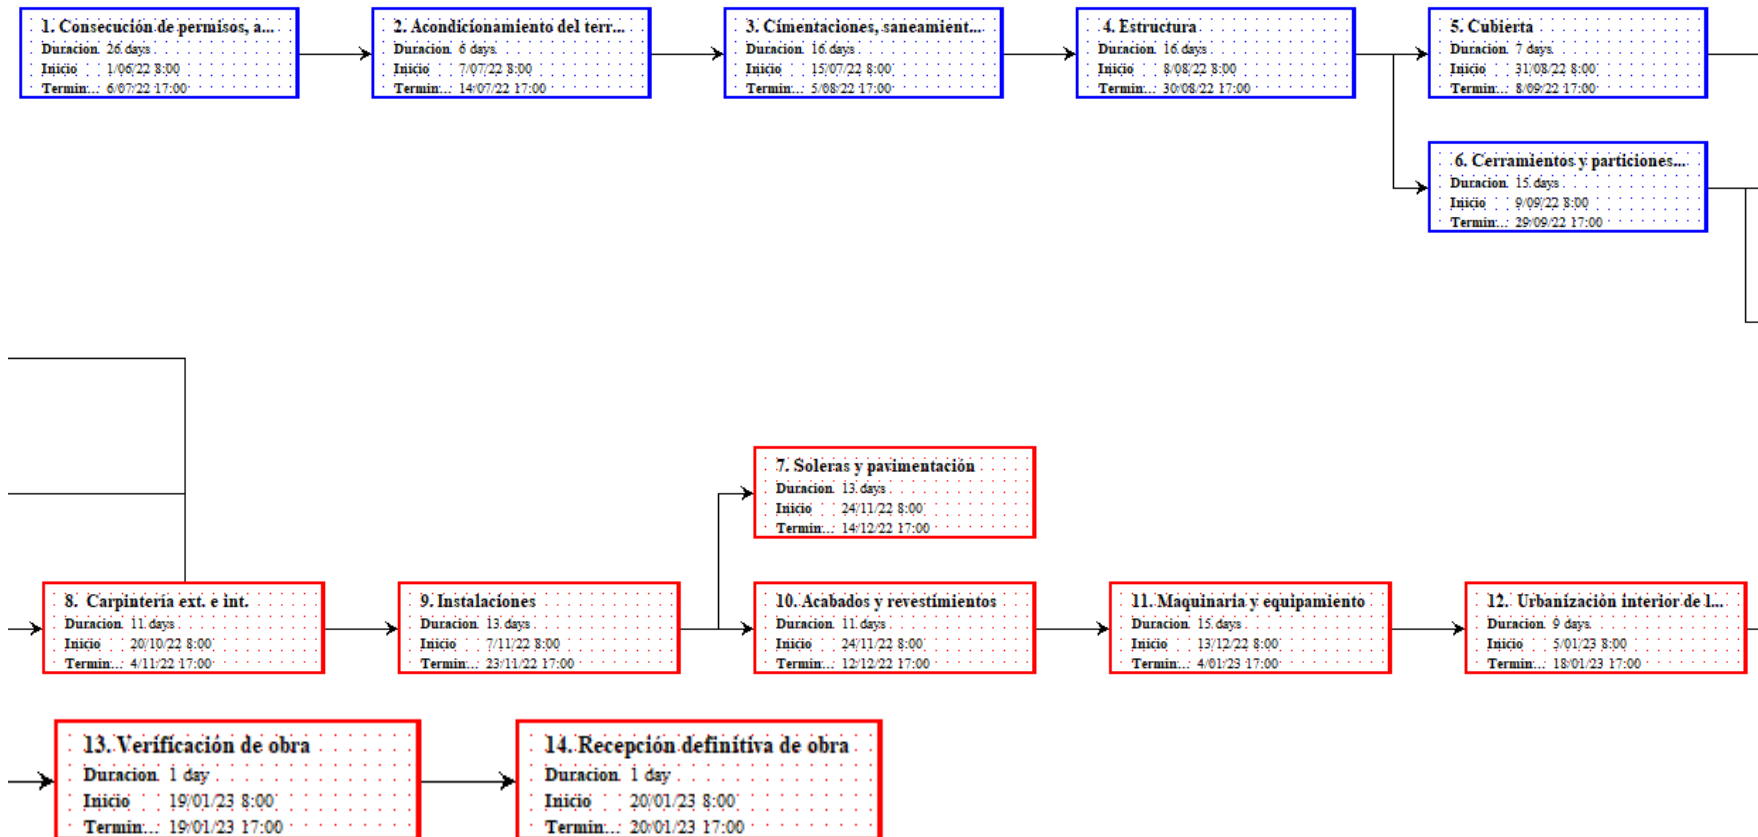 1. Consecución de permisos, a...
Duracion 26 days
Inicio 1/06/22 8:00
Termin...: 6/07/22 17:00
2. Acondicionamiento del terr...
Duracion 6 days
Inicio 7/07/22 8:00
Termin...: 14/07/22 17:00
3. Cimentaciones, saneamient...
Duracion 16 days
Inicio 15/07/22 8:00
Termin...: 5/08/22 17:00
4. Estructura
Duracion 16 days
Inicio 8/08/22 8:00
Termin...: 30/08/22 17:00
5. Cubierta
Duracion 7 days
Inicio 31/08/22 8:00
Termin...: 8/09/22 17:00
6. Cerramientos y particiones...
Duracion 15 days
Inicio 9/09/22 8:00
Termin...: 29/09/22 17:00
7. Soleras y pavimentación
Duracion 13 days
Inicio 24/11/22 8:00
Termin...: 14/12/22 17:00
8. Carpintería ext. e int.
Duracion 11 days
Inicio 20/10/22 8:00
Termin...: 4/11/22 17:00
9. Instalaciones
Duracion 13 days
Inicio 7/11/22 8:00
Termin...: 23/11/22 17:00
10. Acabados y revestimientos
Duracion 11 days
Inicio 24/11/22 8:00
Termin...: 12/12/22 17:00
11. Maquinaria y equipamiento
Duracion 15 days
Inicio 13/12/22 8:00
Termin...: 4/01/23 17:00
12. Urbanización interior de l...
Duracion 9 days
Inicio 5/01/23 8:00
Termin...: 18/01/23 17:00
13. Verificación de obra
Duracion 1 day
Inicio 19/01/23 8:00
Termin...: 19/01/23 17:00
14. Recepción definitiva de obra
Duracion 1 day
Inicio 20/01/23 8:00
Termin...: 20/01/23 17:00